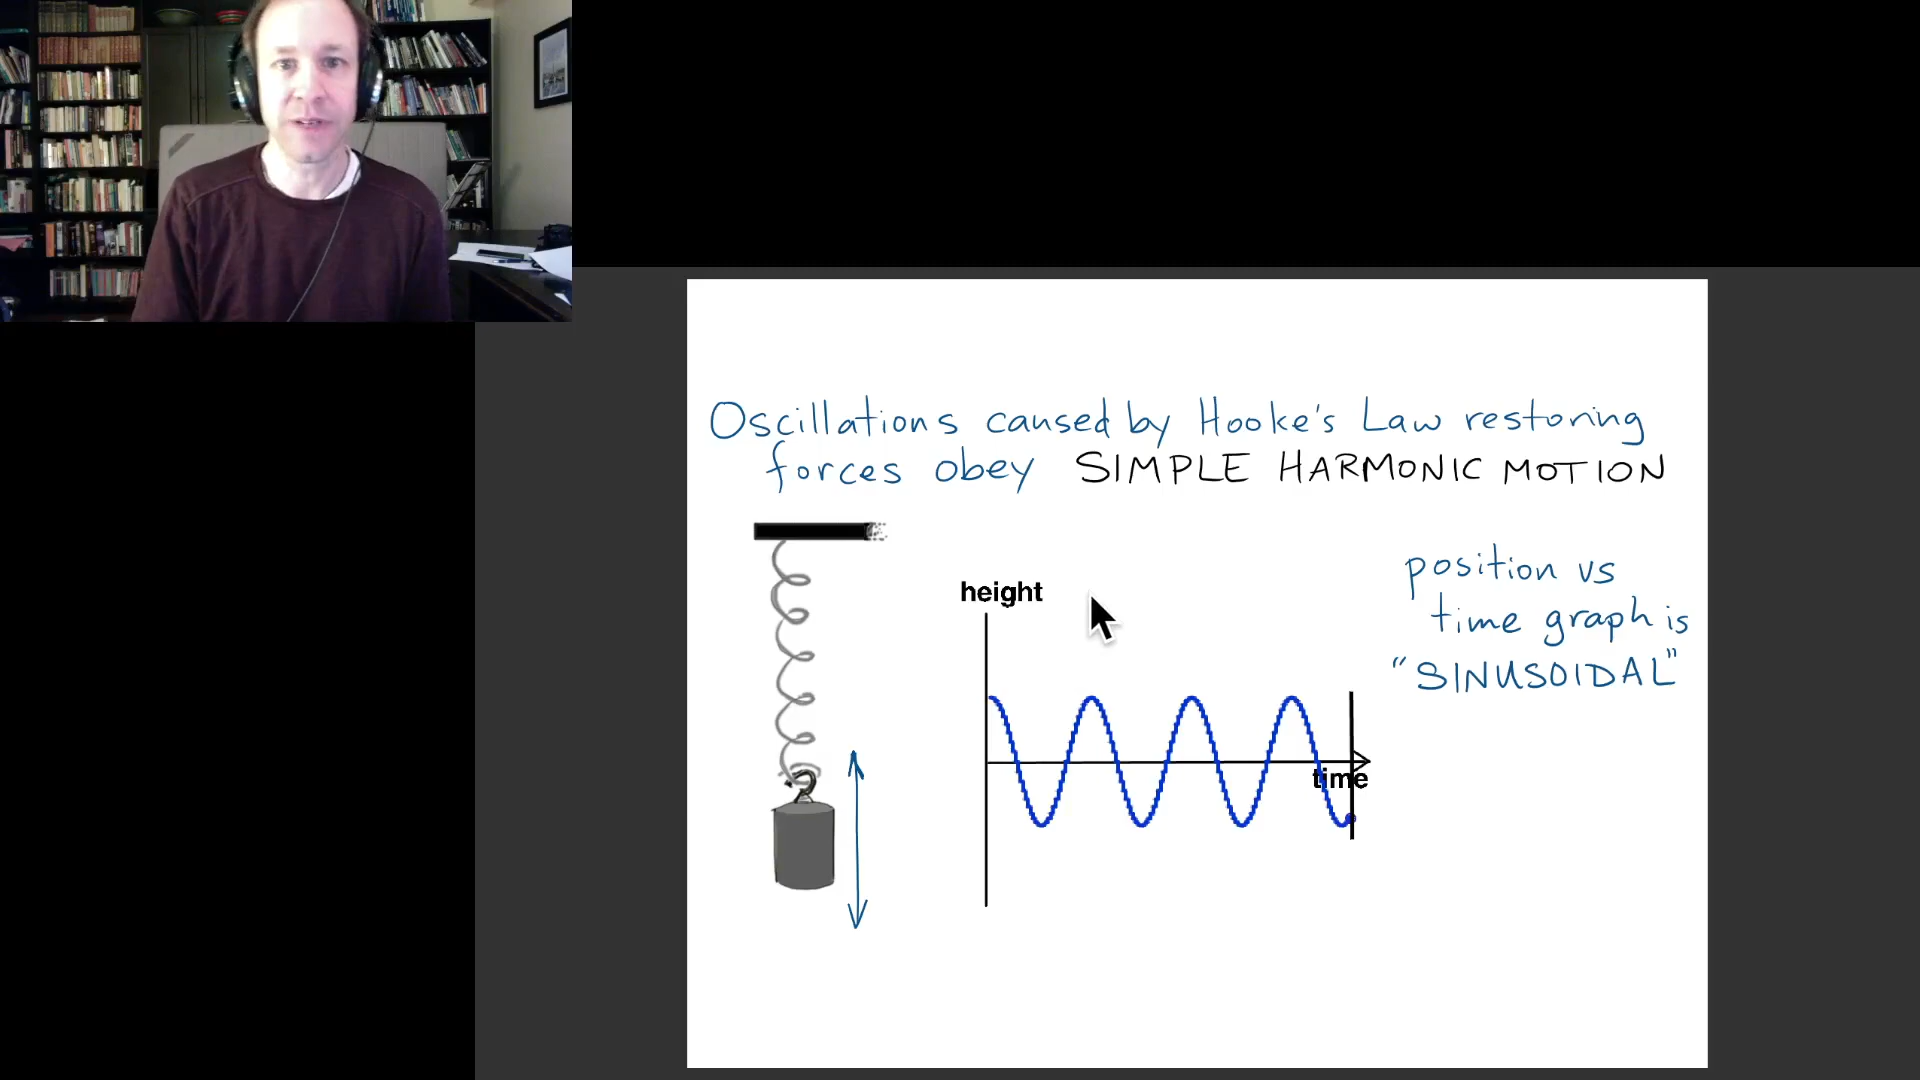 Oscillations caused by Hooke's Law restoring
forces obey SIMPLE HARMONIC MOTION
height
time
position vs
time graph is
"SINUSOIDAL"